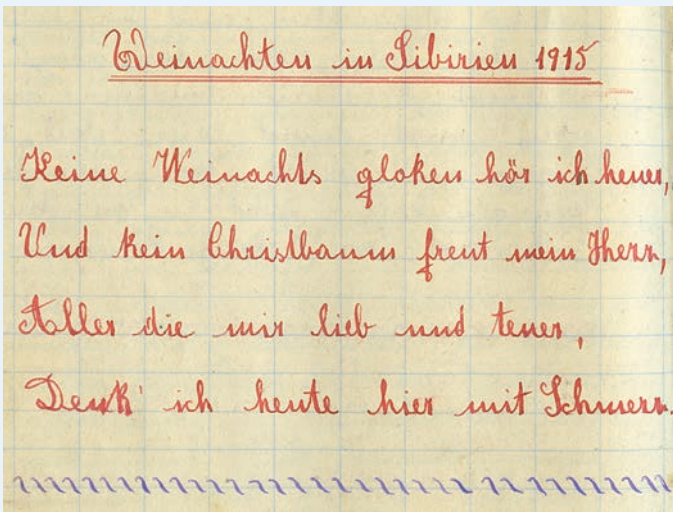 Weinachten in Sibirien 1915
Keine Weinachts gloken hör ich heuer,
Und kein Christbaum freut mein Herz,
Aller die mir lieb und teuer,
Denk' ich heute hier mit Schmerz.